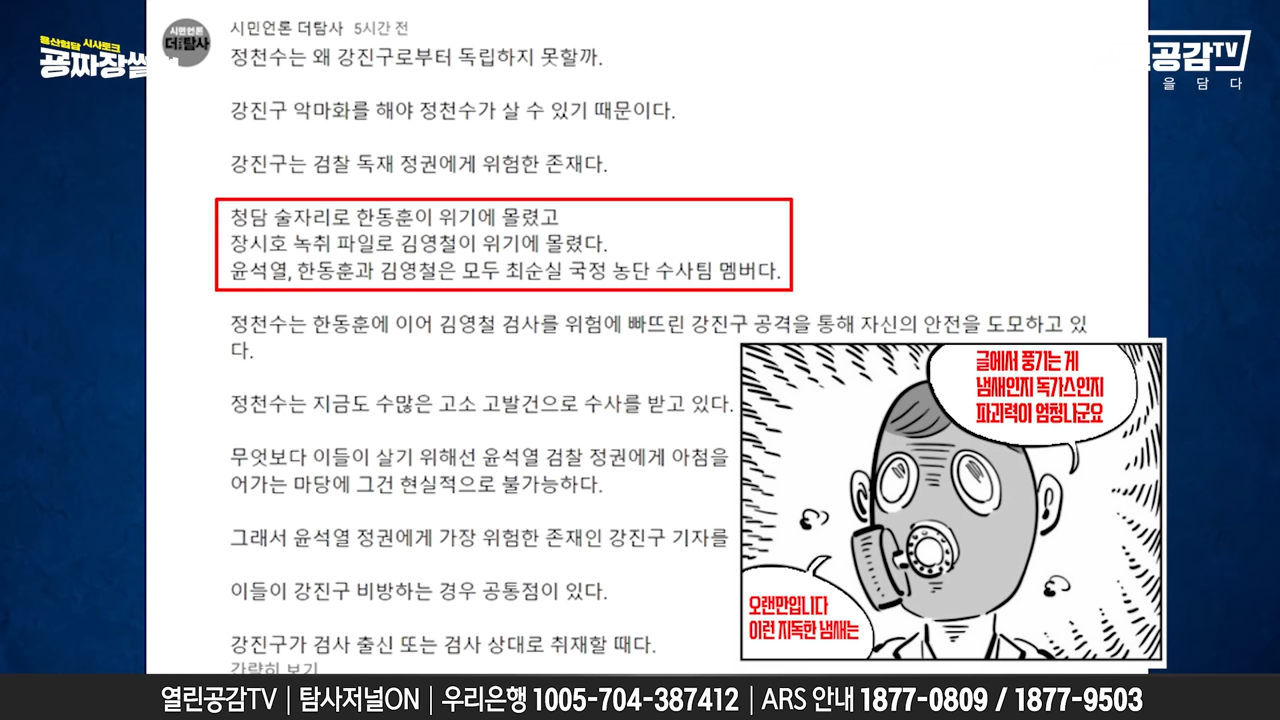 용산협담 시사토크
공짜장썰
시민언론
더탐사
시민언론 더탐사 5시간 전
정천수는 왜 강진구로부터 독립하지 못할까.
강진구 악마화를 해야 정천수가 살 수 있기 때문이다.
강진구는 검찰 독재 정권에게 위험한 존재다.
청담 술자리로 한동훈이 위기에 몰렸고
장시호 녹취 파일로 김영철이 위기에 몰렸다.
윤석열, 한동훈과 김영철은 모두 최순실 국정 농단 수사팀 멤버다.
정천수는 한동훈에 이어 김영철 검사를 위험에 빠뜨린 강진구 공격을 통해 자신의 안전을 도모하고 있
다.
정천수는 지금도 수많은 고소 고발건으로 수사를 받고 있다.
무엇보다 이들이 살기 위해선 윤석열 검찰 정권에게 아첨을
어가는 마당에 그건 현실적으로 불가능하다.
그래서 윤석열 정권에게 가장 위험한 존재인 강진구 기자를
이들이 강진구 비방하는 경우 공통점이 있다.
강진구가 검사 출신 또는 검사 상대로 취재할 때다.
간략히 보기
공감TV
을 담다
글에서 풍기는 게
냄새인지 독가스인지
파괴력이 엄청나군요
오랜만입니다
이런 지독한 냄새는
열린공감TV | 탐사저널ON | 우리은행 1005-704-387412 | ARS 안내 1877-0809 / 1877-9503